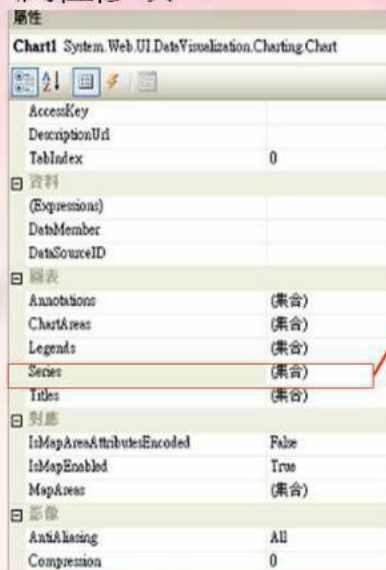 屬性
Chart1 System.Web.UI.DataVisualization.Charting.Chart
AccessKey
DescriptionUrl
TabIndex 0
資料
(Expressions)
DataMember
DataSourceID
圖表
Annotations (集合)
ChartAreas (集合)
Legends (集合)
Series (集合)
Titles (集合)
對應
IsMapAreaAttributesEncoded False
IsMapEnabled True
MapAreas (集合)
影像
AntiAliasing All
Compression 0